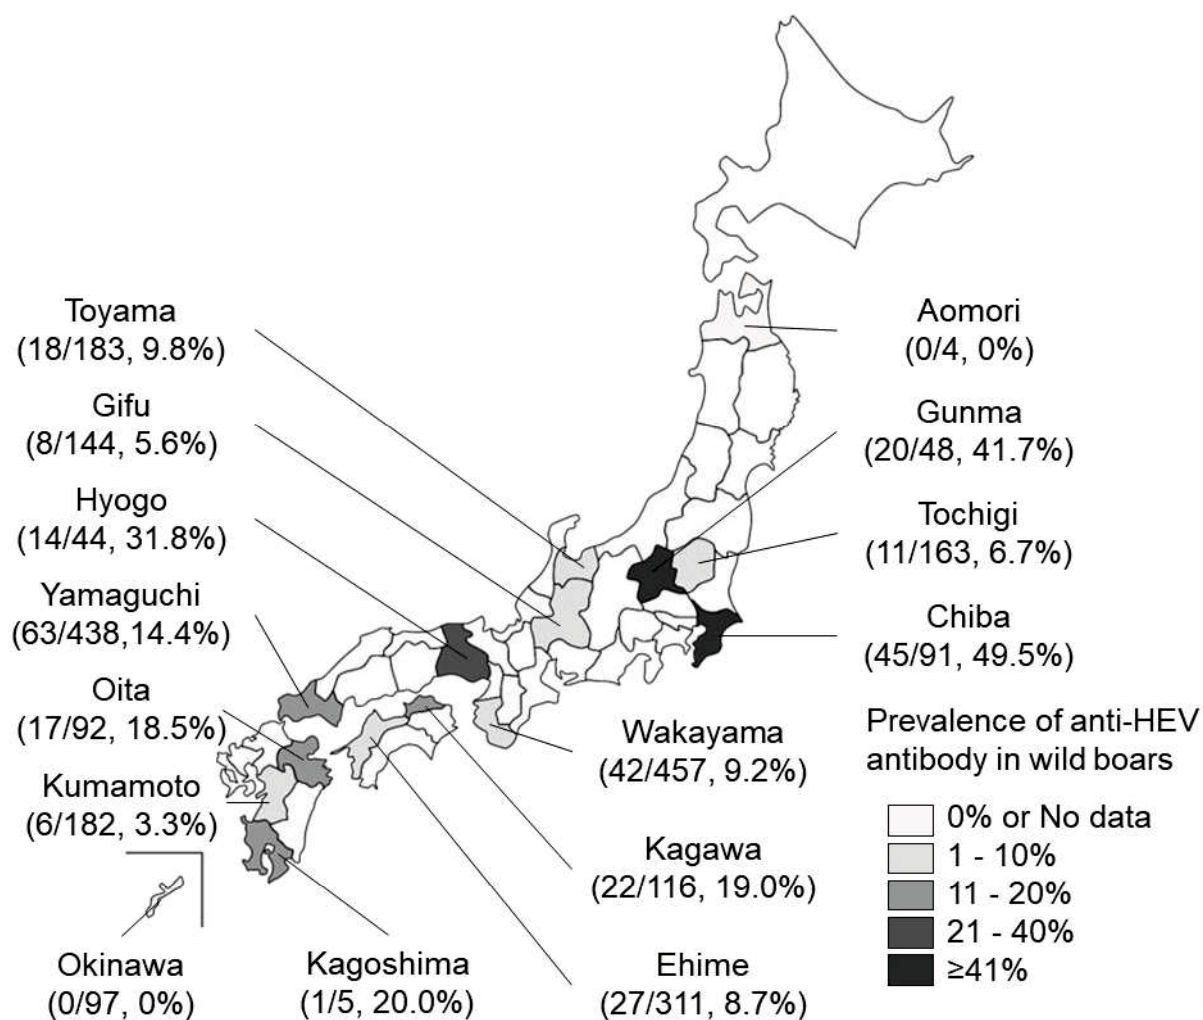 Toyama
(18/183, 9.8%)
Gifu
(8/144, 5.6%)
Hyogo
(14/44, 31.8%)
Yamaguchi
(63/438,14.4%)
Oita
(17/92, 18.5%)
Kumamoto
(6/182, 3.3%)
Okinawa
(0/97, 0%)
Kagoshima
(1/5, 20.0%)
Ehime
(27/311, 8.7%)
Kagawa
(22/116, 19.0%)
Wakayama
(42/457, 9.2%)
Aomori
(0/4, 0%)
Gunma
(20/48, 41.7%)
Tochigi
(11/163, 6.7%)
Chiba
(45/91, 49.5%)
Prevalence of anti-HEV
antibody in wild boars
0% or No data
1 - 10%
11 - 20%
21 - 40%
≥41%